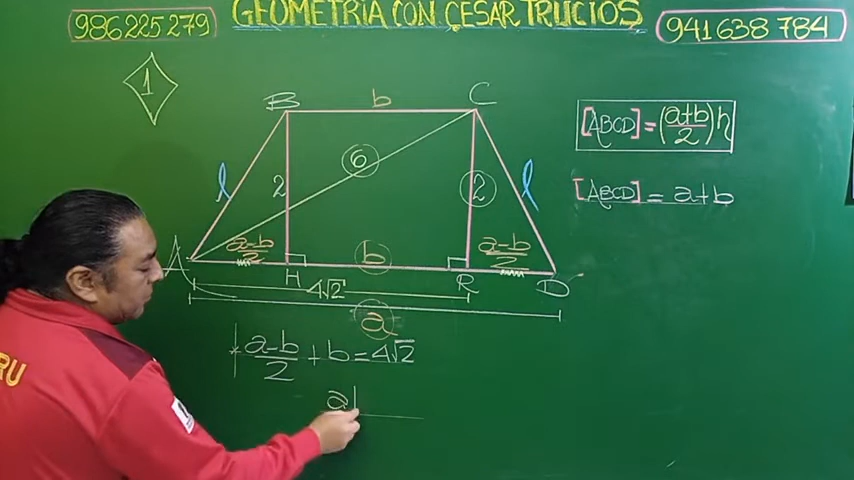 986225279
GEOMETRÍA CON CESAR TRUCIOS
941638784
1
B
b
C
[ABCD]=(a+b/2)h
6
l
2
2
l
[ABCD] = a+b
A
a-b/2
b
a-b/2
H
R
D
4√2
a
a-b/2 + b = 4√2
a
RU